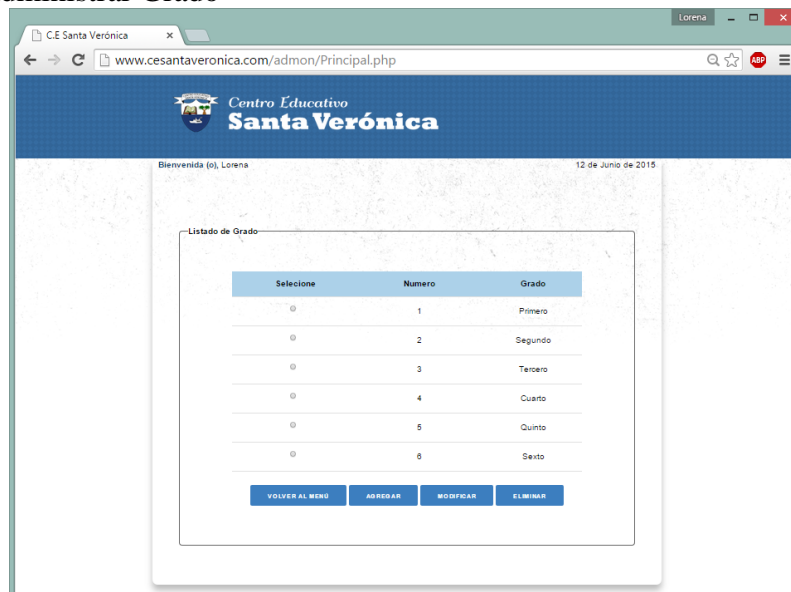 Lorena
C.E Santa Verónica
www.cesantaveronica.com/admon/Principal.php
ABP
Centro Educativo
Santa Verónica
Bienvenida (o), Lorena 12 de Junio de 2015
Listado de Grado
Selecione Numero Grado
1 Primero
2 Segundo
3 Tercero
4 Cuarto
5 Quinto
6 Sexto
VOLVER AL MENÚ AGREGAR MODIFICAR ELIMINAR